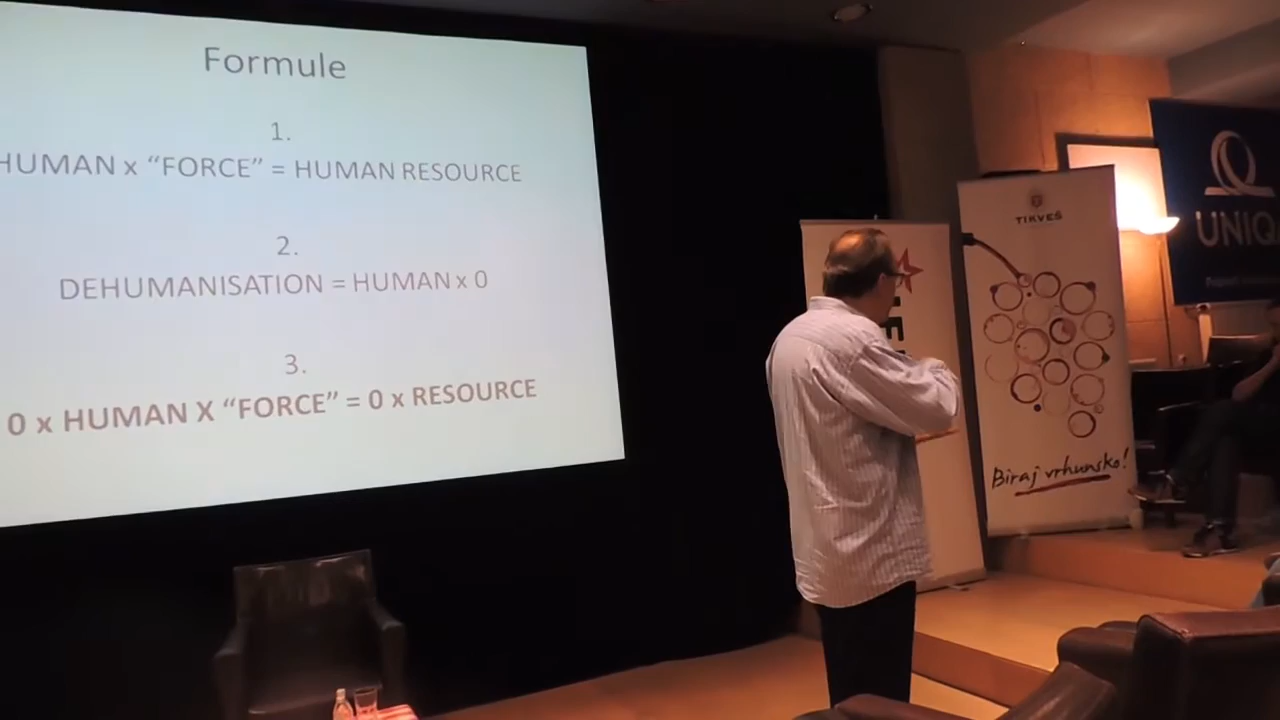 Formule
1.
HUMAN x “FORCE” = HUMAN RESOURCE
2.
DEHUMANISATION = HUMAN x 0
3.
0 x HUMAN X “FORCE” = 0 x RESOURCE
TIKVEŠ
Biraj vrhunsko!
UNIQ